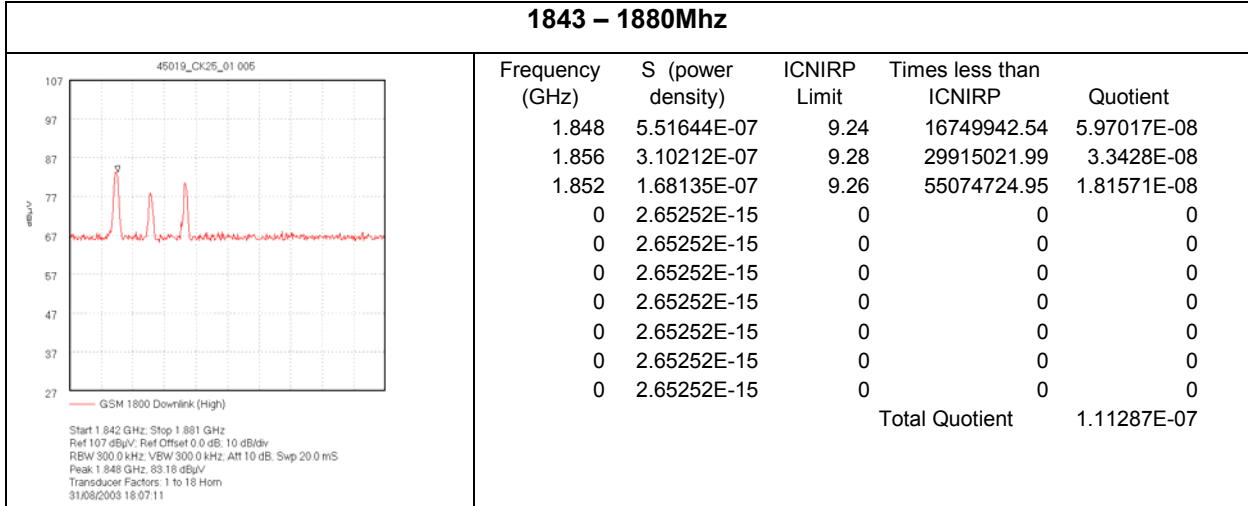 1843 – 1880Mhz
45019_CK25_01 005
107
97
87
77
67
57
47
37
27
dBµV
GSM 1800 Downlink (High)
Start 1.842 GHz; Stop 1.881 GHz
Ref 107 dBµV; Ref Offset 0.0 dB; 10 dB/div
RBW 300.0 kHz; VBW 300.0 kHz; Att 10 dB; Swp 20.0 mS
Peak 1.848 GHz, 83.18 dBµV
Transducer Factors: 1 to 18 Horn
31/08/2003 18:07:11
Frequency (GHz) S (power density) ICNIRP Limit Times less than ICNIRP Quotient
1.848 5.51644E-07 9.24 16749942.54 5.97017E-08
1.856 3.10212E-07 9.28 29915021.99 3.3428E-08
1.852 1.68135E-07 9.26 55074724.95 1.81571E-08
0 2.65252E-15 0 0 0
0 2.65252E-15 0 0 0
0 2.65252E-15 0 0 0
0 2.65252E-15 0 0 0
0 2.65252E-15 0 0 0
0 2.65252E-15 0 0 0
0 2.65252E-15 0 0 0
Total Quotient 1.11287E-07